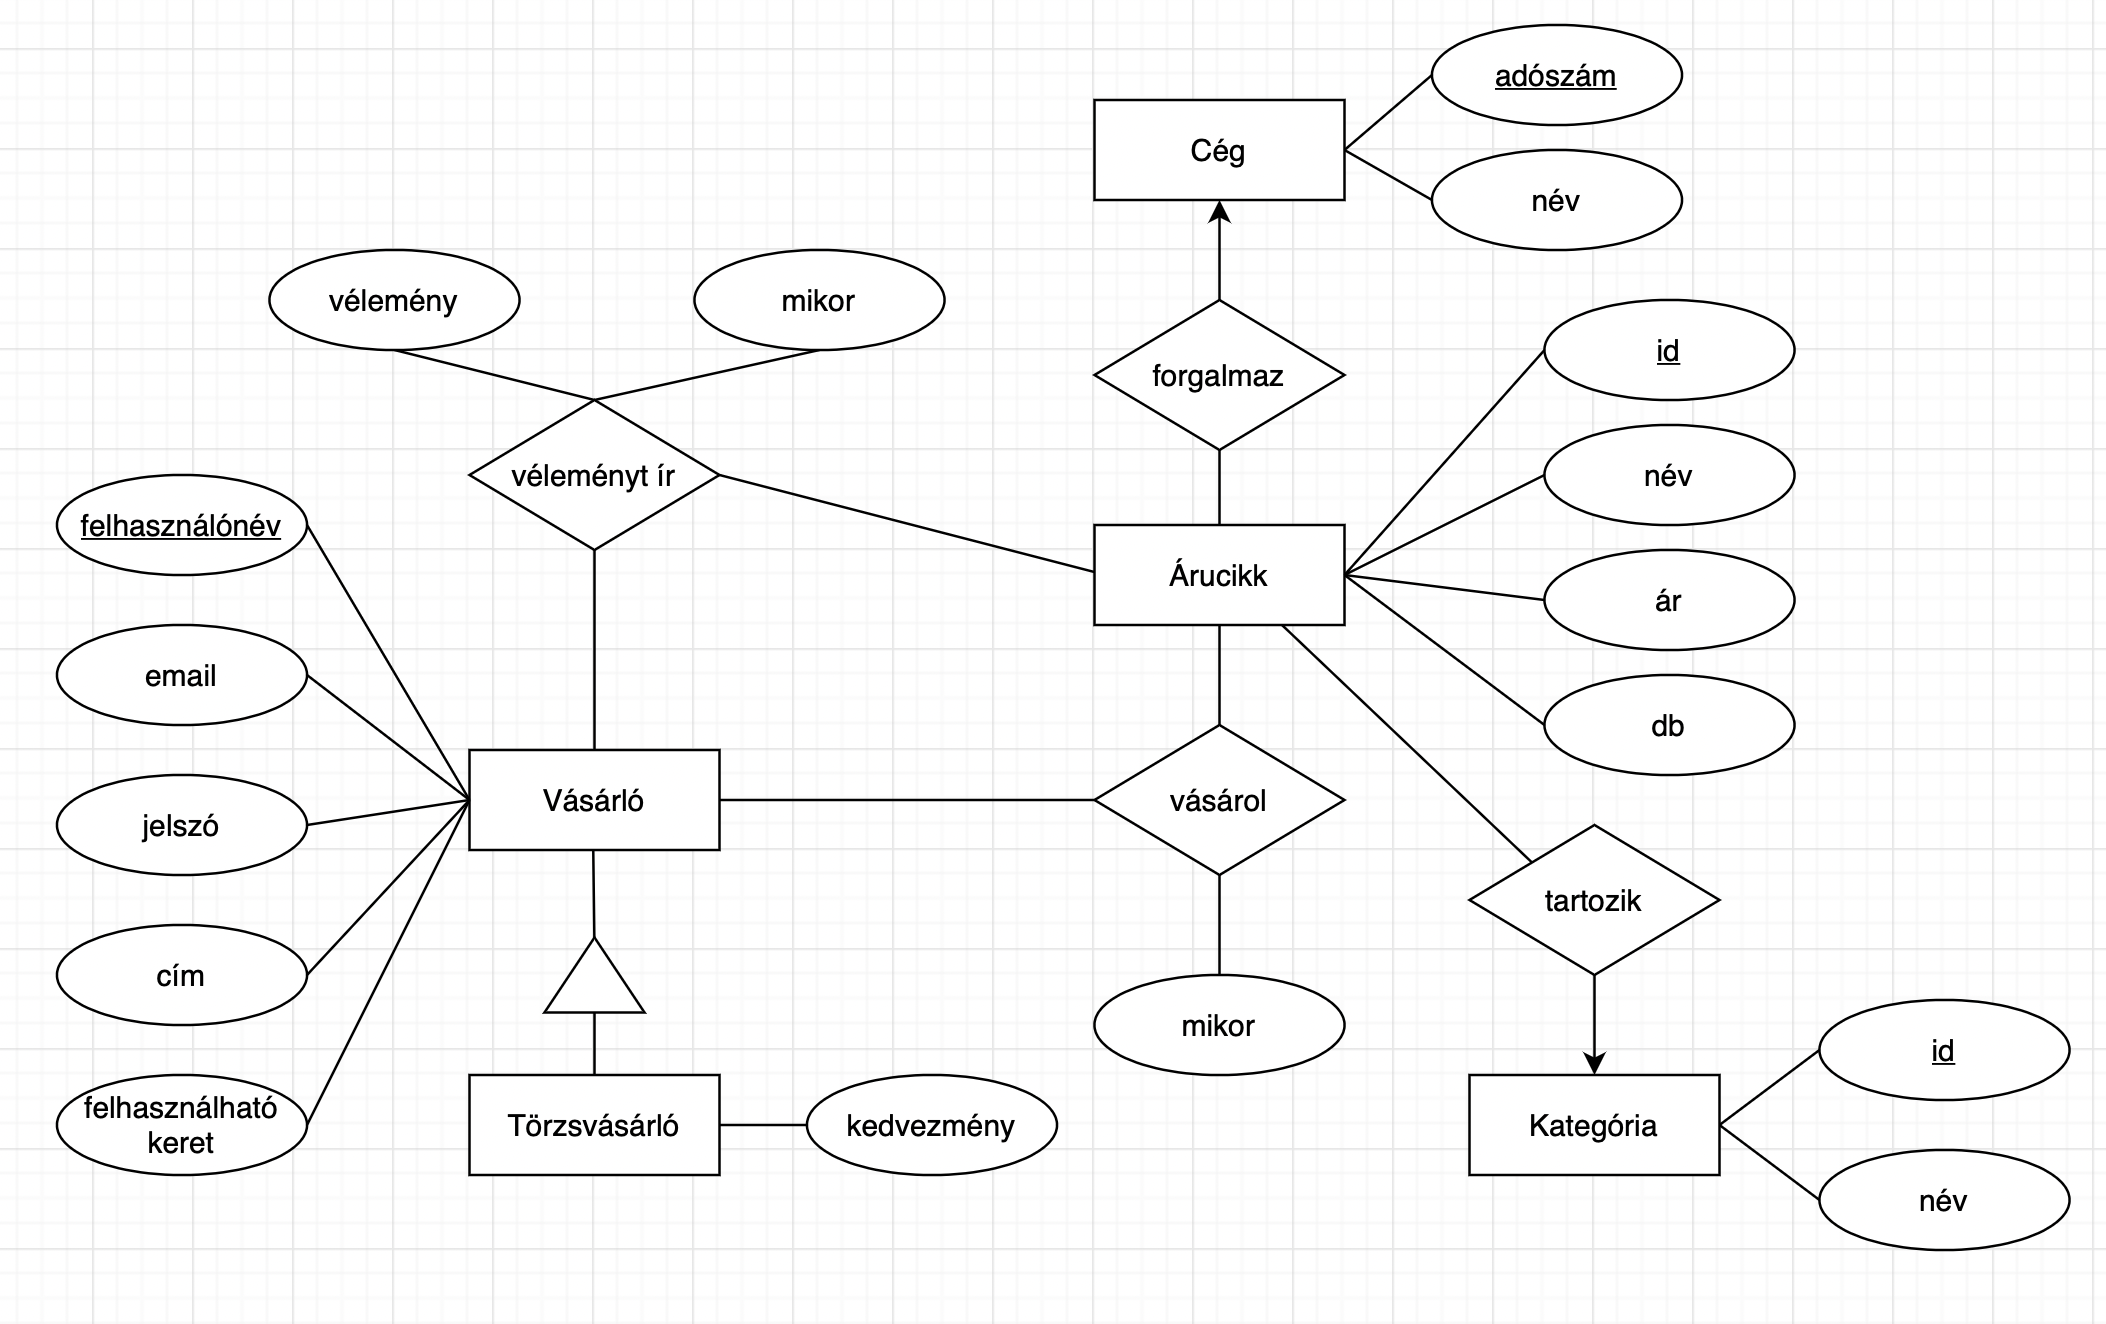 adószám
Cég
név
vélemény
mikor
id
forgalmaz
véleményt ír
név
felhasználónév
Árucikk
ár
email
db
Vásárló
vásárol
jelszó
tartozik
cím
mikor
id
felhasználható
keret
Törzsvásárló
kedvezmény
Kategória
név